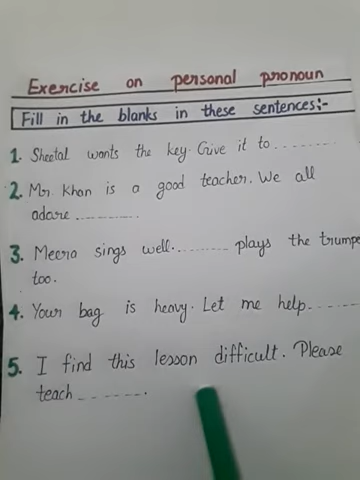 Exercise on personal pronoun
Fill in the blanks in these sentences:-
1. Sheetal wants the key. Give it to ........
2. Mr. Khan is a good teacher. We all
adore ..........
3. Meera sings well. ........ plays the trumpe
too.
4. Your bag is heavy. Let me help......
5. I find this lesson difficult. Please
teach .......